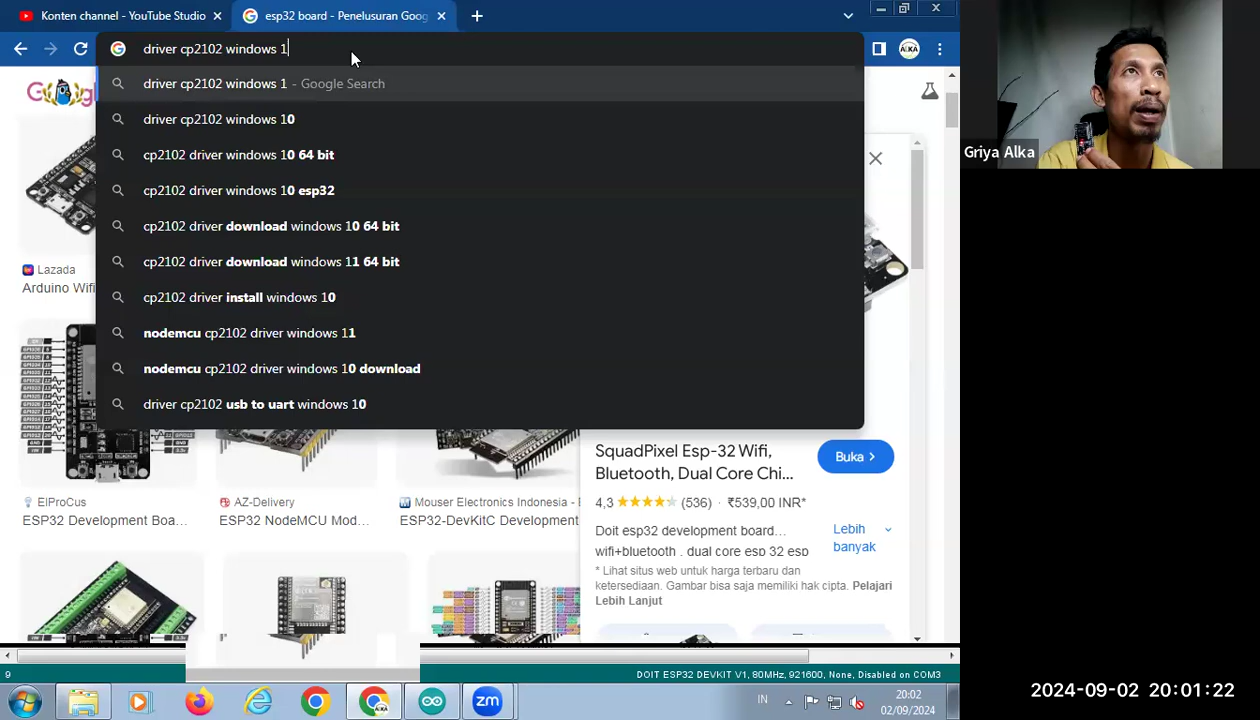 Konten channel - YouTube Studio
esp32 board - Penelusuran Goog
driver cp2102 windows 1
ALKA
driver cp2102 windows 1 - Google Search
driver cp2102 windows 10
cp2102 driver windows 10 64 bit
cp2102 driver windows 10 esp32
cp2102 driver download windows 10 64 bit
cp2102 driver download windows 11 64 bit
cp2102 driver install windows 10
nodemcu cp2102 driver windows 11
nodemcu cp2102 driver windows 10 download
driver cp2102 usb to uart windows 10
Griya Alka
Lazada
Arduino Wifi
SquadPixel Esp-32 Wifi,
Bluetooth, Dual Core Chi...
Buka
4,3 (536) · ₹539,00 INR*
Doit esp32 development board...
wifi+bluetooth . dual core esp 32 esp
Lebih
banyak
* Lihat situs web untuk harga terbaru dan
ketersediaan. Gambar bisa saja memiliki hak cipta. Pelajari
Lebih Lanjut
ElProCus
ESP32 Development Boa...
AZ-Delivery
ESP32 NodeMCU Mod...
Mouser Electronics Indonesia - E
ESP32-DevKitC Development
9
DOIT ESP32 DEVKIT V1, 80MHz, 921600, None, Disabled on COM3
zm
IN
20:02
02/09/2024
2024-09-02 20:01:22